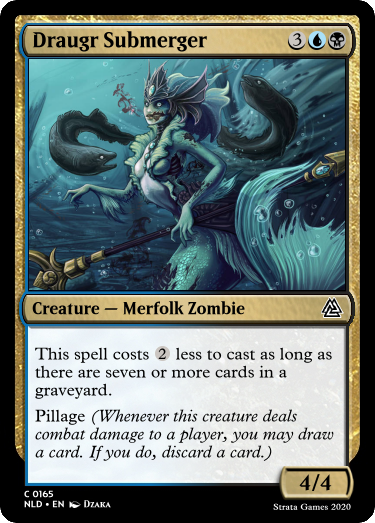 Draugr Submerger 3
Creature — Merfolk Zombie
This spell costs 2 less to cast as long as
there are seven or more cards in a
graveyard.
Pillage (Whenever this creature deals
combat damage to a player, you may draw
a card. If you do, discard a card.)
4/4
C 0165
NLD • EN Dzaka
Strata Games 2020